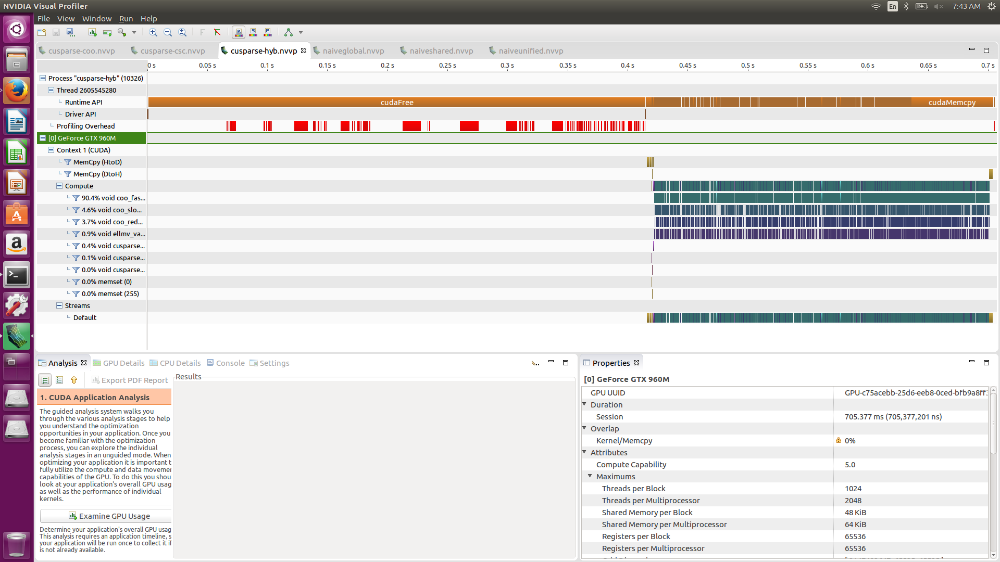 NVIDIA Visual Profiler
En
7:43 AM
File View Window Run Help
cusparse-coo.nvvp cusparse-csc.nvvp cusparse-hyb.nvvp naiveglobal.nvvp naiveshared.nvvp naiveunified.nvvp
0 s 0.05 s 0.1 s 0.15 s 0.2 s 0.25 s 0.3 s 0.35 s 0.4 s 0.45 s 0.5 s 0.55 s 0.6 s 0.65 s 0.7 s
Process "cusparse-hyb" (10326)
Thread 2605545280
Runtime API cudaFree cudaMemcpy
Driver API
Profiling Overhead
[0] GeForce GTX 960M
Context 1 (CUDA)
MemCpy (HtoD)
MemCpy (DtoH)
Compute
90.4% void coo_fas...
4.6% void coo_slo...
3.7% void coo_red...
0.9% void ellmv_va...
0.4% void cusparse...
0.1% void cusparse...
0.0% void cusparse...
0.0% memset (0)
0.0% memset (255)
Streams
Default
Analysis GPU Details CPU Details Console Settings
Export PDF Report
Results
1. CUDA Application Analysis
The guided analysis system walks you
through the various analysis stages to help
you understand the optimization
opportunities in your application. Once you
become familiar with the optimization
process, you can explore the individual
analysis stages in an unguided mode. When
optimizing your application it is important t
fully utilize the compute and data movemer
capabilities of the GPU. To do this you shou
look at your application's overall GPU usag
as well as the performance of individual
kernels.
Examine GPU Usage
Determine your application's overall GPU usag
This analysis requires an application timeline, s
your application will be run once to collect it if
is not already available.
Properties
[0] GeForce GTX 960M
GPU UUID GPU-c75acebb-25d6-eeb8-0ced-bfb9a8ff
Duration
Session 705.377 ms (705,377,201 ns)
Overlap
Kernel/Memcpy 0%
Attributes
Compute Capability 5.0
Maximums
Threads per Block 1024
Threads per Multiprocessor 2048
Shared Memory per Block 48 KiB
Shared Memory per Multiprocessor 64 KiB
Registers per Block 65536
Registers per Multiprocessor 65536